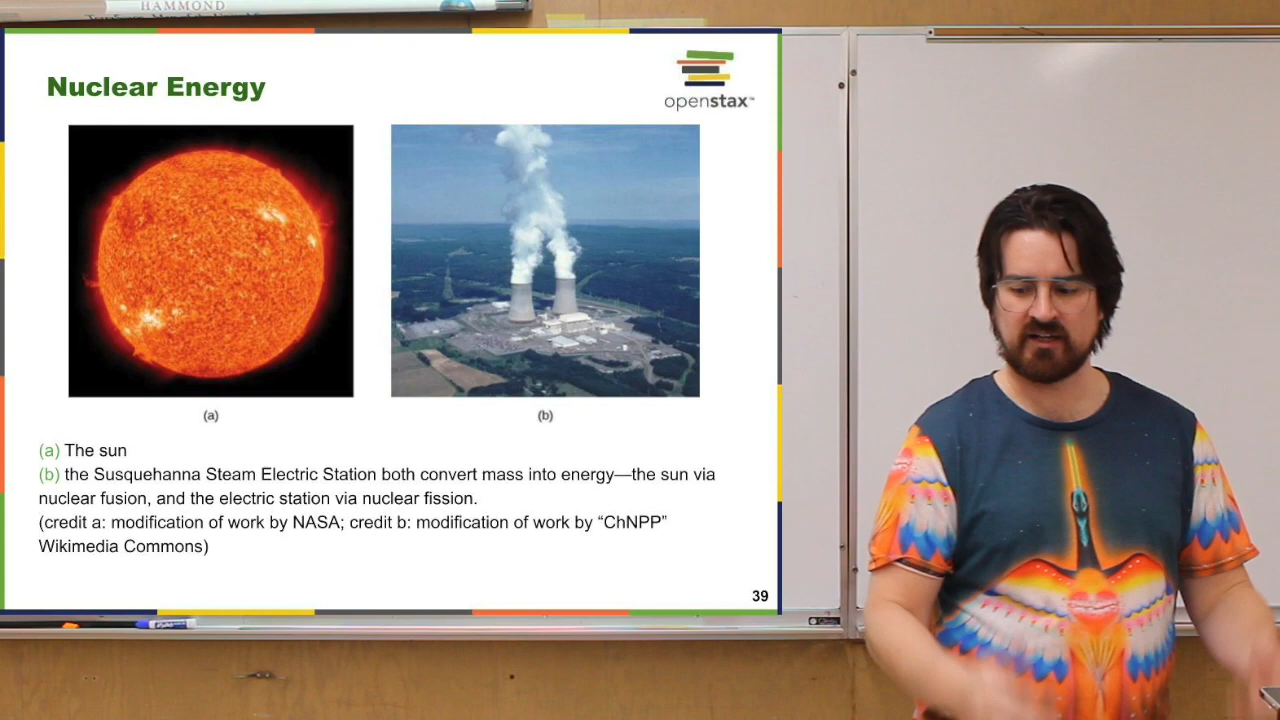 HAMMOND
Nuclear Energy
openstax™
(a)
(b)
(a) The sun
(b) the Susquehanna Steam Electric Station both convert mass into energy—the sun via
nuclear fusion, and the electric station via nuclear fission.
(credit a: modification of work by NASA; credit b: modification of work by “ChNPP”
Wikimedia Commons)
39